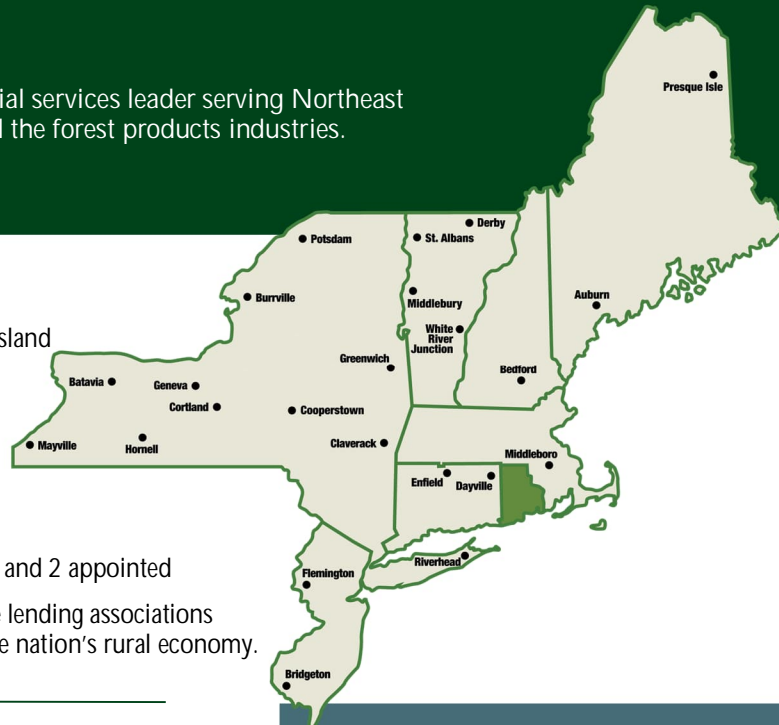 ial services leader serving Northeast
the forest products industries.
sland
and 2 appointed
lending associations
nation's rural economy.
Presque Isle
Derby
Potsdam
St. Albans
Burrville
Middlebury
Auburn
White
River
Junction
Greenwich
Bedford
Batavia
Geneva
Cortland
Cooperstown
Mayville
Hornell
Claverack
Middleboro
Enfield
Dayville
Riverhead
Flemington
Bridgeton